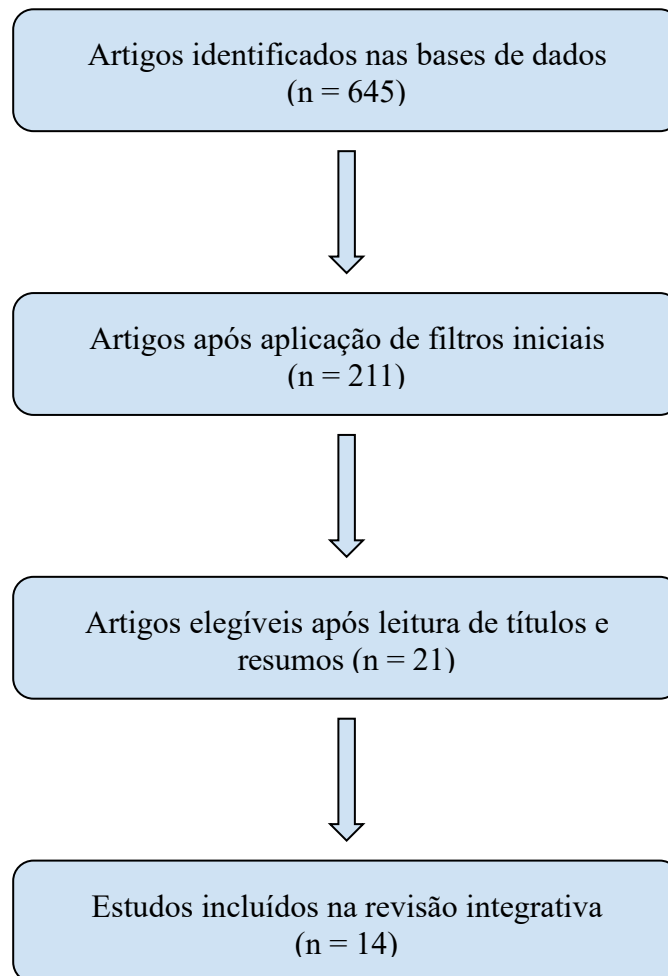 Artigos identificados nas bases de dados
(n = 645)
Artigos após aplicação de filtros iniciais
(n = 211)
Artigos elegíveis após leitura de títulos e
resumos (n = 21)
Estudos incluídos na revisão integrativa
(n = 14)